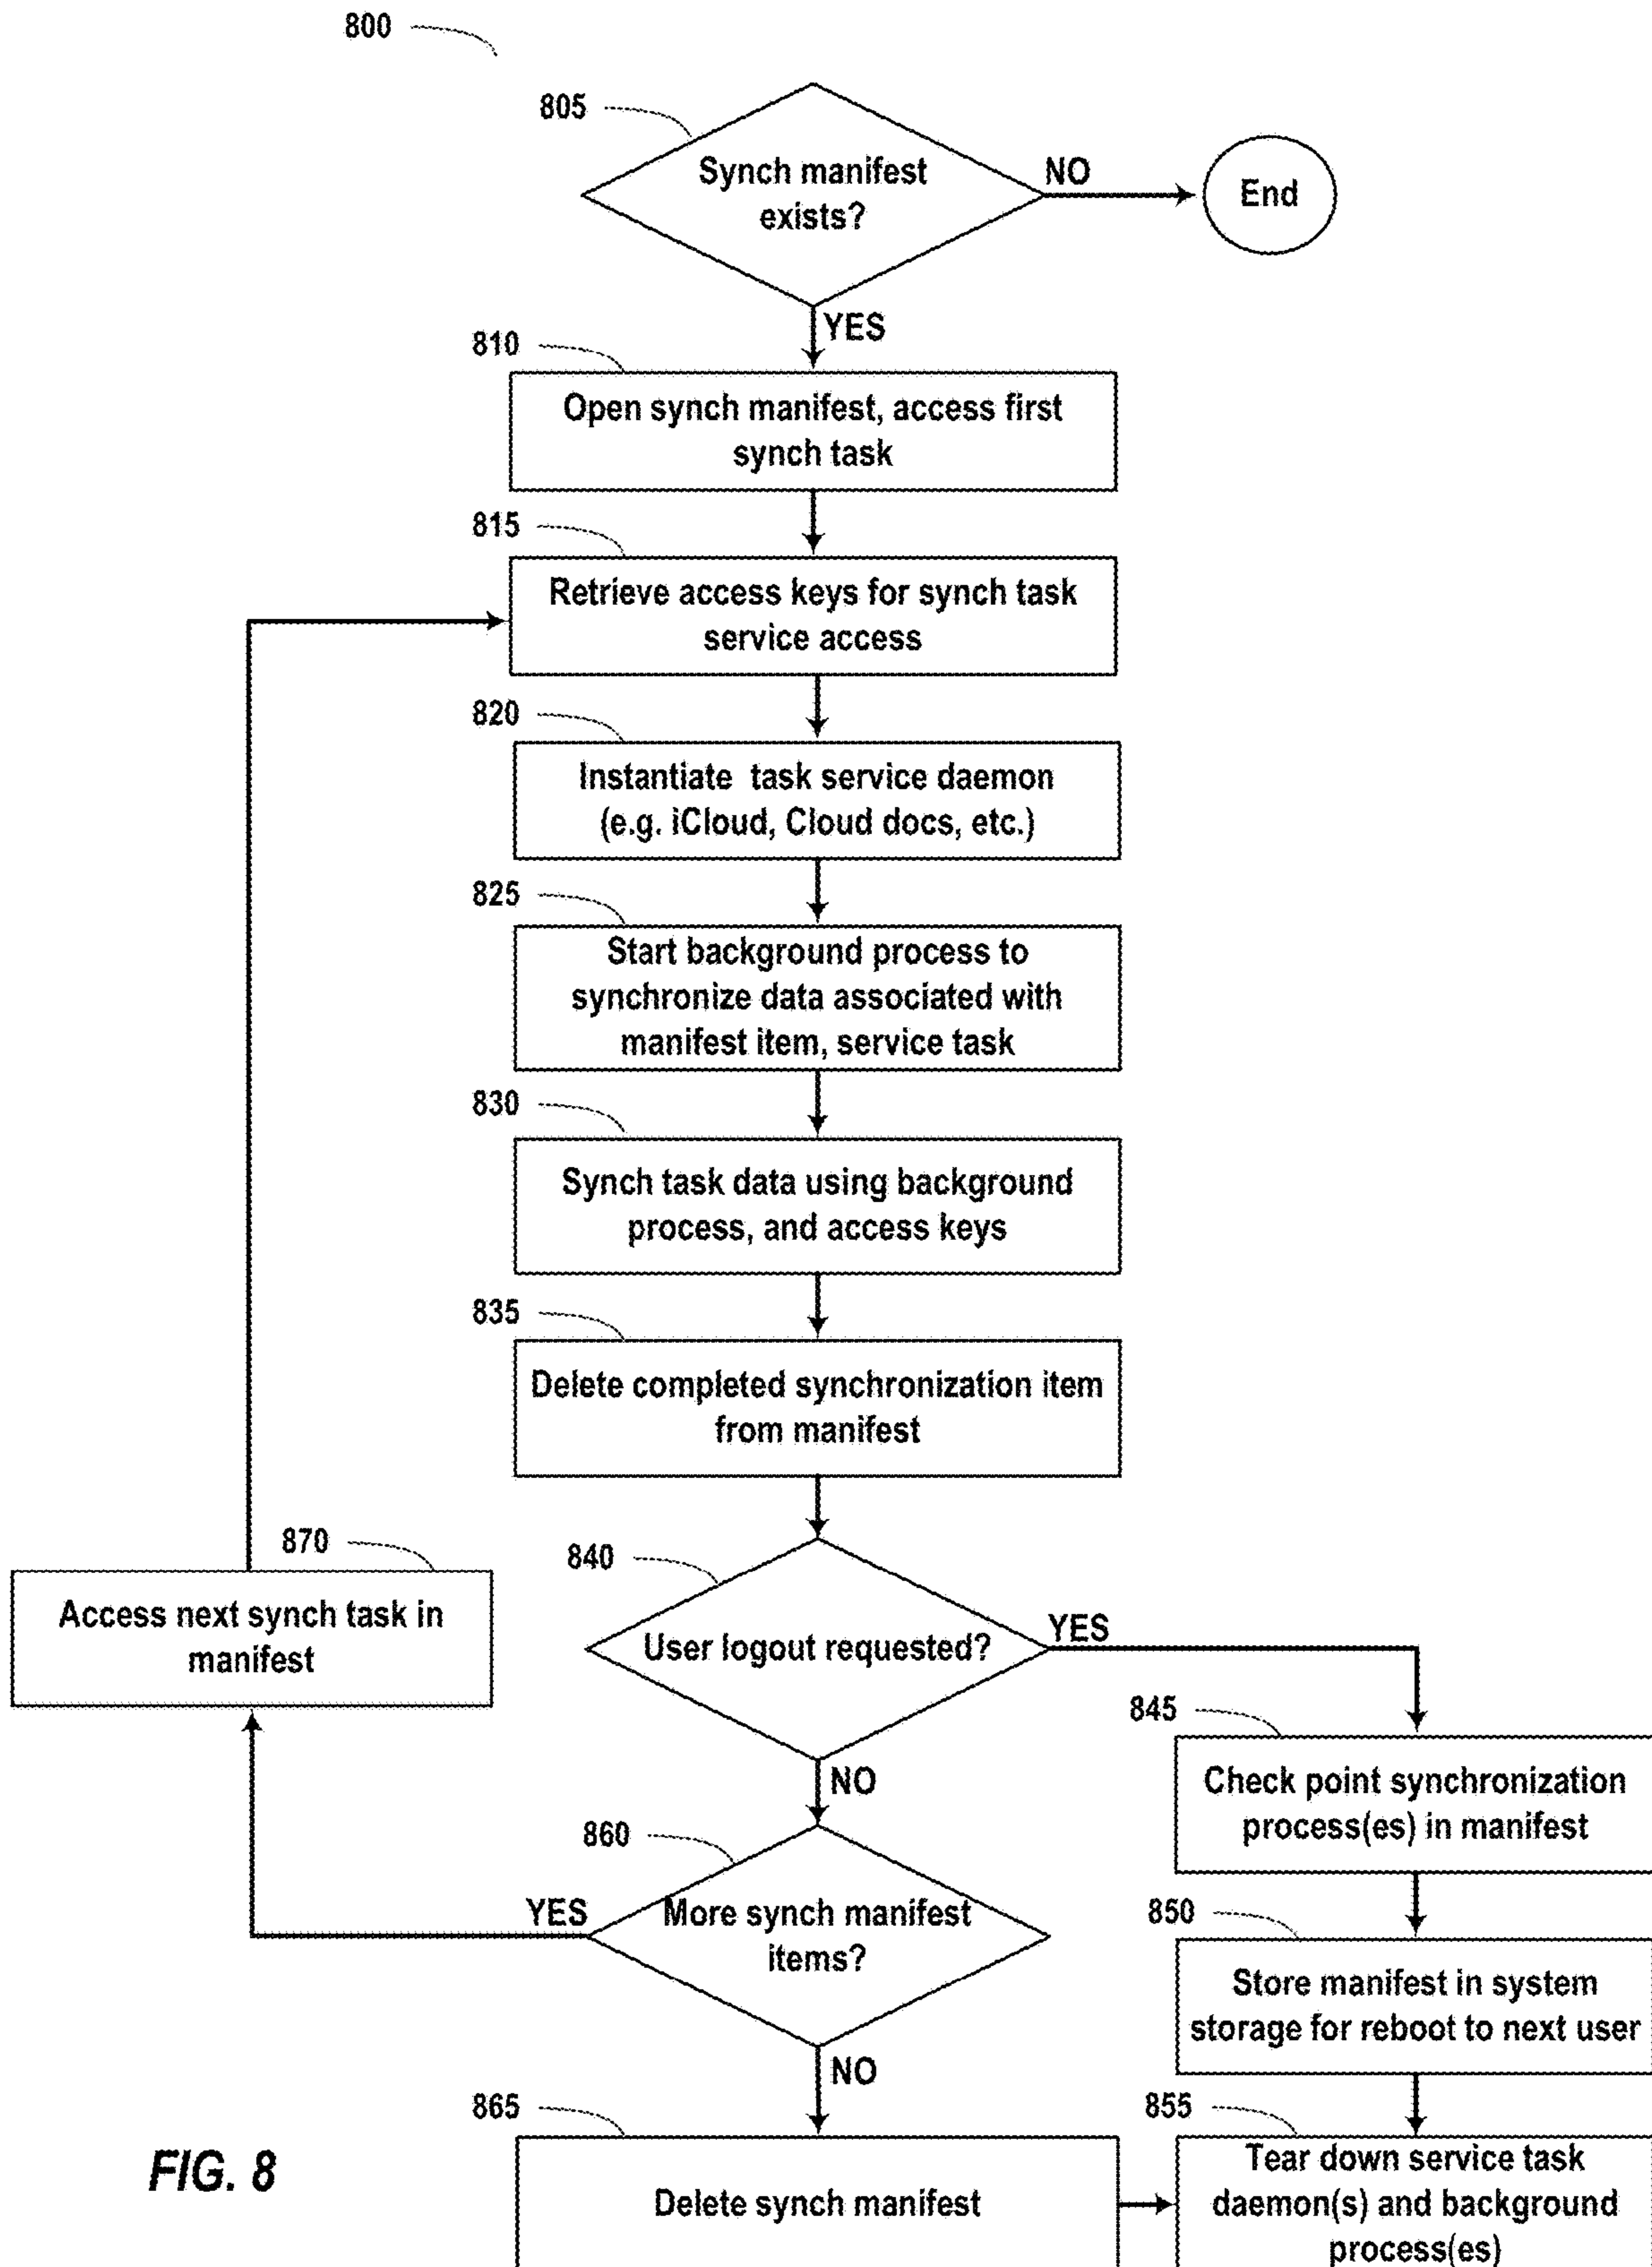 800
805
Synch manifest
exists?
NO
End
YES
810
Open synch manifest, access first
synch task
815
Retrieve access keys for synch task
service access
820
Instantiate task service daemon
(e.g. iCloud, Cloud docs, etc.)
825
Start background process to
synchronize data associated with
manifest item, service task
830
Synch task data using background
process, and access keys
835
Delete completed synchronization item
from manifest
870
Access next synch task in
manifest
840
User logout requested?
YES
NO
845
Check point synchronization
process(es) in manifest
860
More synch manifest
items?
YES
NO
850
Store manifest in system
storage for reboot to next user
865
Delete synch manifest
855
Tear down service task
daemon(s) and background
process(es)
FIG. 8